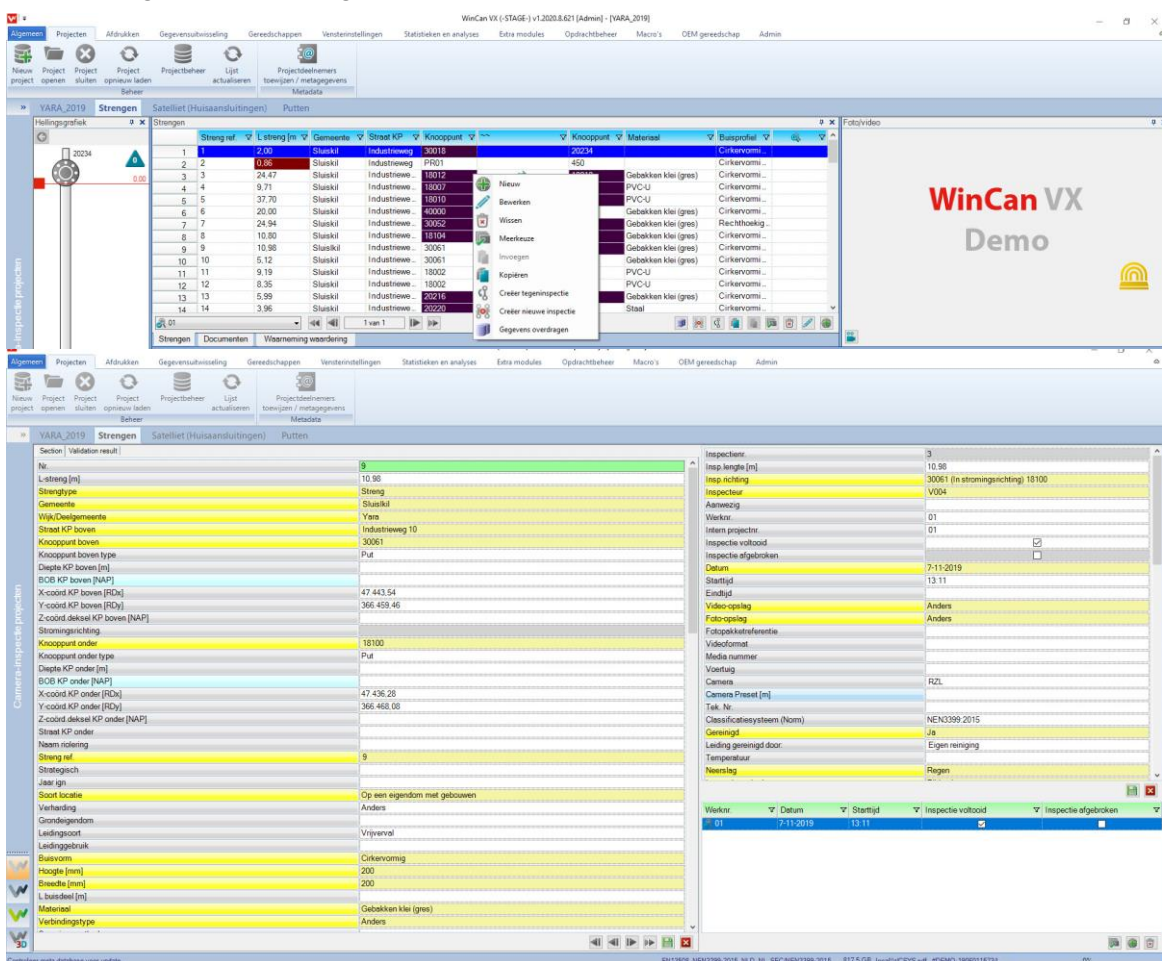 WinCan VX (-STAGE-) v1.2020.8.621 [Admin] - [YARA_2019]
Algemeen Projecten Afdrukken Gegevensuitwisseling Gereedschappen Vensterinstellingen Statistieken en analyses Extra modules Opdrachtbeheer Macro's OEM gereedschap Admin
Nieuw project Project openen Project sluiten Project opnieuw laden Projectbeheer Lijst actualiseren Projectdeelnemers toewijzen / metagegevens
Beheer Metadata
YARA_2019 Strengen Satelliet (Huisaansluitingen) Putten
Hellingsgrafiek Strengen Foto/video
Streng ref. L streng [m Gemeente Straat KP Knooppunt Knooppunt Materiaal Buisprofiel
1 1 2,00 Sluiskil Industrieweg 30018 20234 Cirkervormi...
2 2 0,86 Sluiskil Industrieweg PR01 450 Cirkervormi...
3 3 24,47 Sluiskil Industriewe... 18012 Gebakken klei (gres) Cirkervormi...
4 4 9,71 Sluiskil Industriewe... 18007 PVC-U Cirkervormi...
5 5 37,70 Sluiskil Industriewe... 18010 PVC-U Cirkervormi...
6 6 20,00 Sluiskil Industriewe... 40000 Gebakken klei (gres) Cirkervormi...
7 7 24,94 Sluiskil Industriewe... 30052 Gebakken klei (gres) Rechthoekig...
8 8 10,80 Sluiskil Industriewe... 18104 Gebakken klei (gres) Cirkervormi...
9 9 10,98 Sluislkil Industriewe... 30061 Gebakken klei (gres) Cirkervormi...
10 10 5,12 Sluiskil Industriewe... 30061 Gebakken klei (gres) Cirkervormi...
11 11 9,19 Sluiskil Industriewe... 18002 PVC-U Cirkervormi...
12 12 8,35 Sluiskil Industriewe... 18002 PVC-U Cirkervormi...
13 13 5,99 Sluiskil Industriewe... 20216 Gebakken klei (gres) Cirkervormi...
14 14 3,96 Sluiskil Industriewe... 20220 Staal Cirkervormi...
20234
0
0.00
Nieuw
Bewerken
Wissen
Meerkeuze
Invoegen
Kopiëren
Creëer tegeninspectie
Creëer nieuwe inspectie
Gegevens overdragen
WinCan VX
Demo
01 1 van 1
Strengen Documenten Waarneming waardering
Algemeen Projecten Afdrukken Gegevensuitwisseling Gereedschappen Vensterinstellingen Statistieken en analyses Extra modules Opdrachtbeheer Macro's OEM gereedschap Admin
Nieuw project Project openen Project sluiten Project opnieuw laden Projectbeheer Lijst actualiseren Projectdeelnemers toewijzen / metagegevens
Beheer Metadata
YARA_2019 Strengen Satelliet (Huisaansluitingen) Putten
Camera-inspectie projecten
Section Validation result
Nr. 9
L-streng [m] 10.98
Strengtype Streng
Gemeente Sluislkil
Wijk/Deelgemeente Yara
Straat KP boven Industrieweg 10
Knooppunt boven 30061
Knooppunt boven type Put
Diepte KP boven [m]
BOB KP boven [NAP]
X-coörd.KP boven [RDx] 47 443,54
Y-coörd.KP boven [RDy] 366 459,46
Z-coörd.deksel KP boven [NAP]
Stromingsrichting
Knooppunt onder 18100
Knooppunt onder type Put
Diepte KP onder [m]
BOB KP onder [NAP]
X-coörd.KP onder [RDx] 47 436,28
Y-coörd.KP onder [RDy] 366 468,08
Z-coörd.deksel KP onder [NAP]
Straat KP onder
Naam riolering
Streng ref. 9
Strategisch
Jaar ign
Soort locatie Op een eigendom met gebouwen
Verharding Anders
Grondeigendom
Leidingsoort Vrijverval
Leidinggebruik
Buisvorm Cirkervormig
Hoogte [mm] 200
Breedte [mm] 200
L buisdeel [m]
Materiaal Gebakken klei (gres)
Verbindingstype Anders
Inspectienr. 3
Insp.lengte [m] 10,98
Insp.richting 30061 (In stromingsrichting) 18100
Inspecteur V004
Aanwezig
Werknr. 01
Intern projectnr. 01
Inspectie voltooid
Inspectie afgebroken
Datum 7-11-2019
Starttijd 13:11
Eindtijd
Video-opslag Anders
Foto-opslag Anders
Fotopakketreferentie
Videoformat
Media nummer
Voertuig
Camera RZL
Camera Preset [m]
Tek. Nr.
Classificatiesysteem (Norm) NEN3399:2015
Gereinigd Ja
Leiding gereinigd door: Eigen reiniging
Temperatuur
Neerslag Regen
Werknr. Datum Starttijd Inspectie voltooid Inspectie afgebroken
01 7-11-2019 13:11
3D